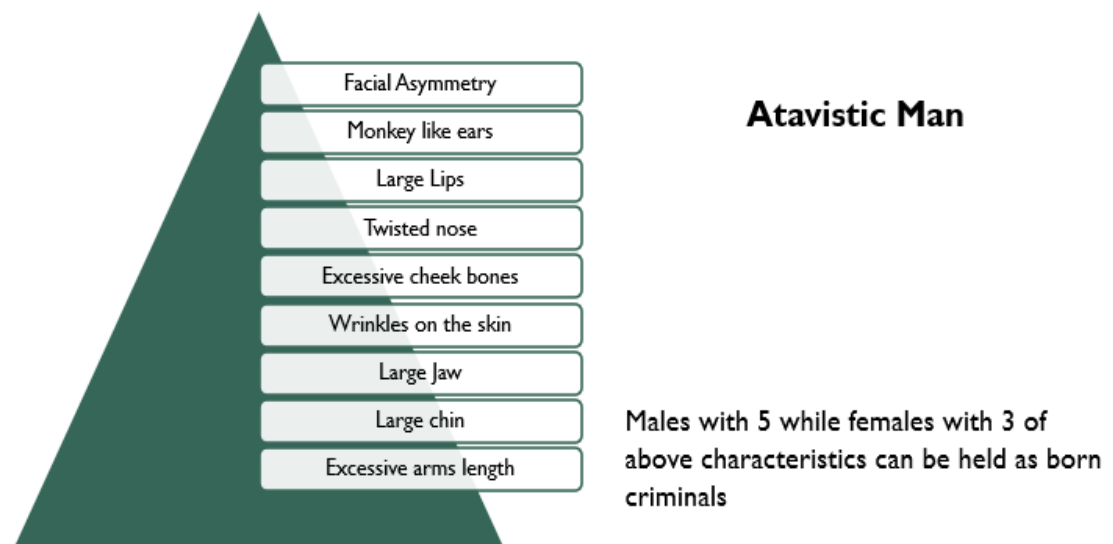 Facial Asymmetry
Monkey like ears
Large Lips
Twisted nose
Excessive cheek bones
Wrinkles on the skin
Large Jaw
Large chin
Excessive arms length
Atavistic Man
Males with 5 while females with 3 of
above characteristics can be held as born
criminals